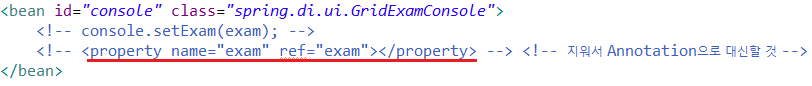 <bean id="console" class="spring.di.ui.GridExamConsole">
<!-- console.setExam(exam); -->
<!-- <property name="exam" ref="exam"></property> --> <!-- 지워서 Annotation으로 대신할 것 -->
</bean>